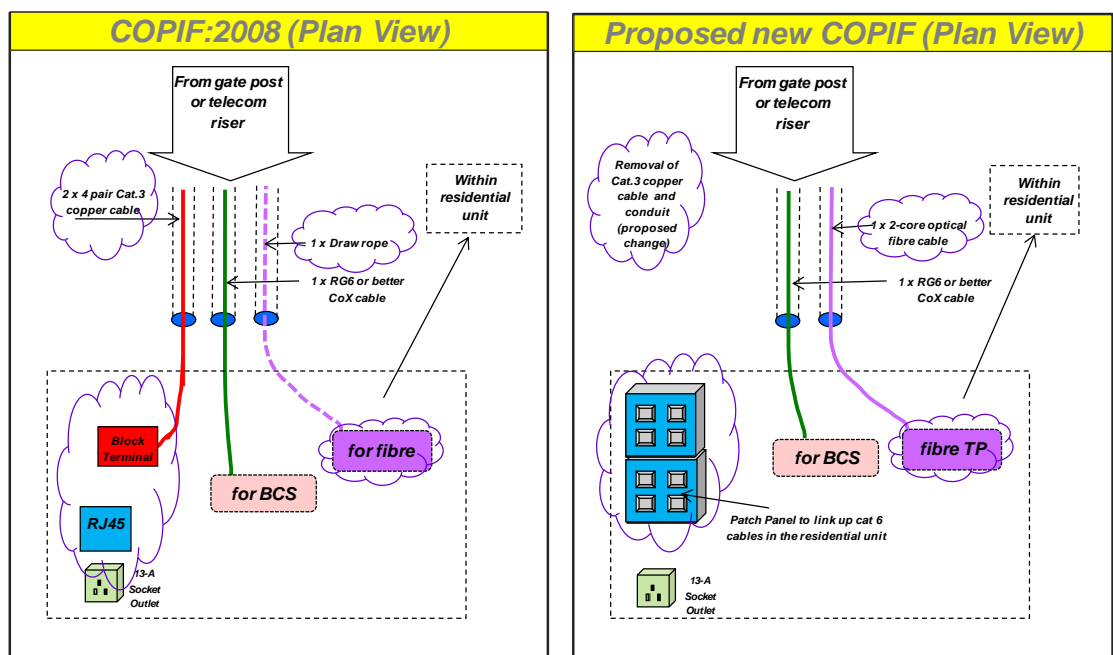 COPIF:2008 (Plan View)
From gate post
or telecom
riser
2 x 4 pair Cat.3
copper cable
Within
residential
unit
1 x Draw rope
1 x RG6 or better
CoX cable
Block
Terminal
for fibre
for BCS
RJ45
13-A
Socket
Outlet
Proposed new COPIF (Plan View)
From gate post
or telecom
riser
Removal of
Cat.3 copper
cable and
conduit
(proposed
change)
Within
residential
unit
1 x 2-core optical
fibre cable
1 x RG6 or better
CoX cable
for BCS
fibre TP
Patch Panel to link up cat 6
cables in the residential unit
13-A
Socket
Outlet